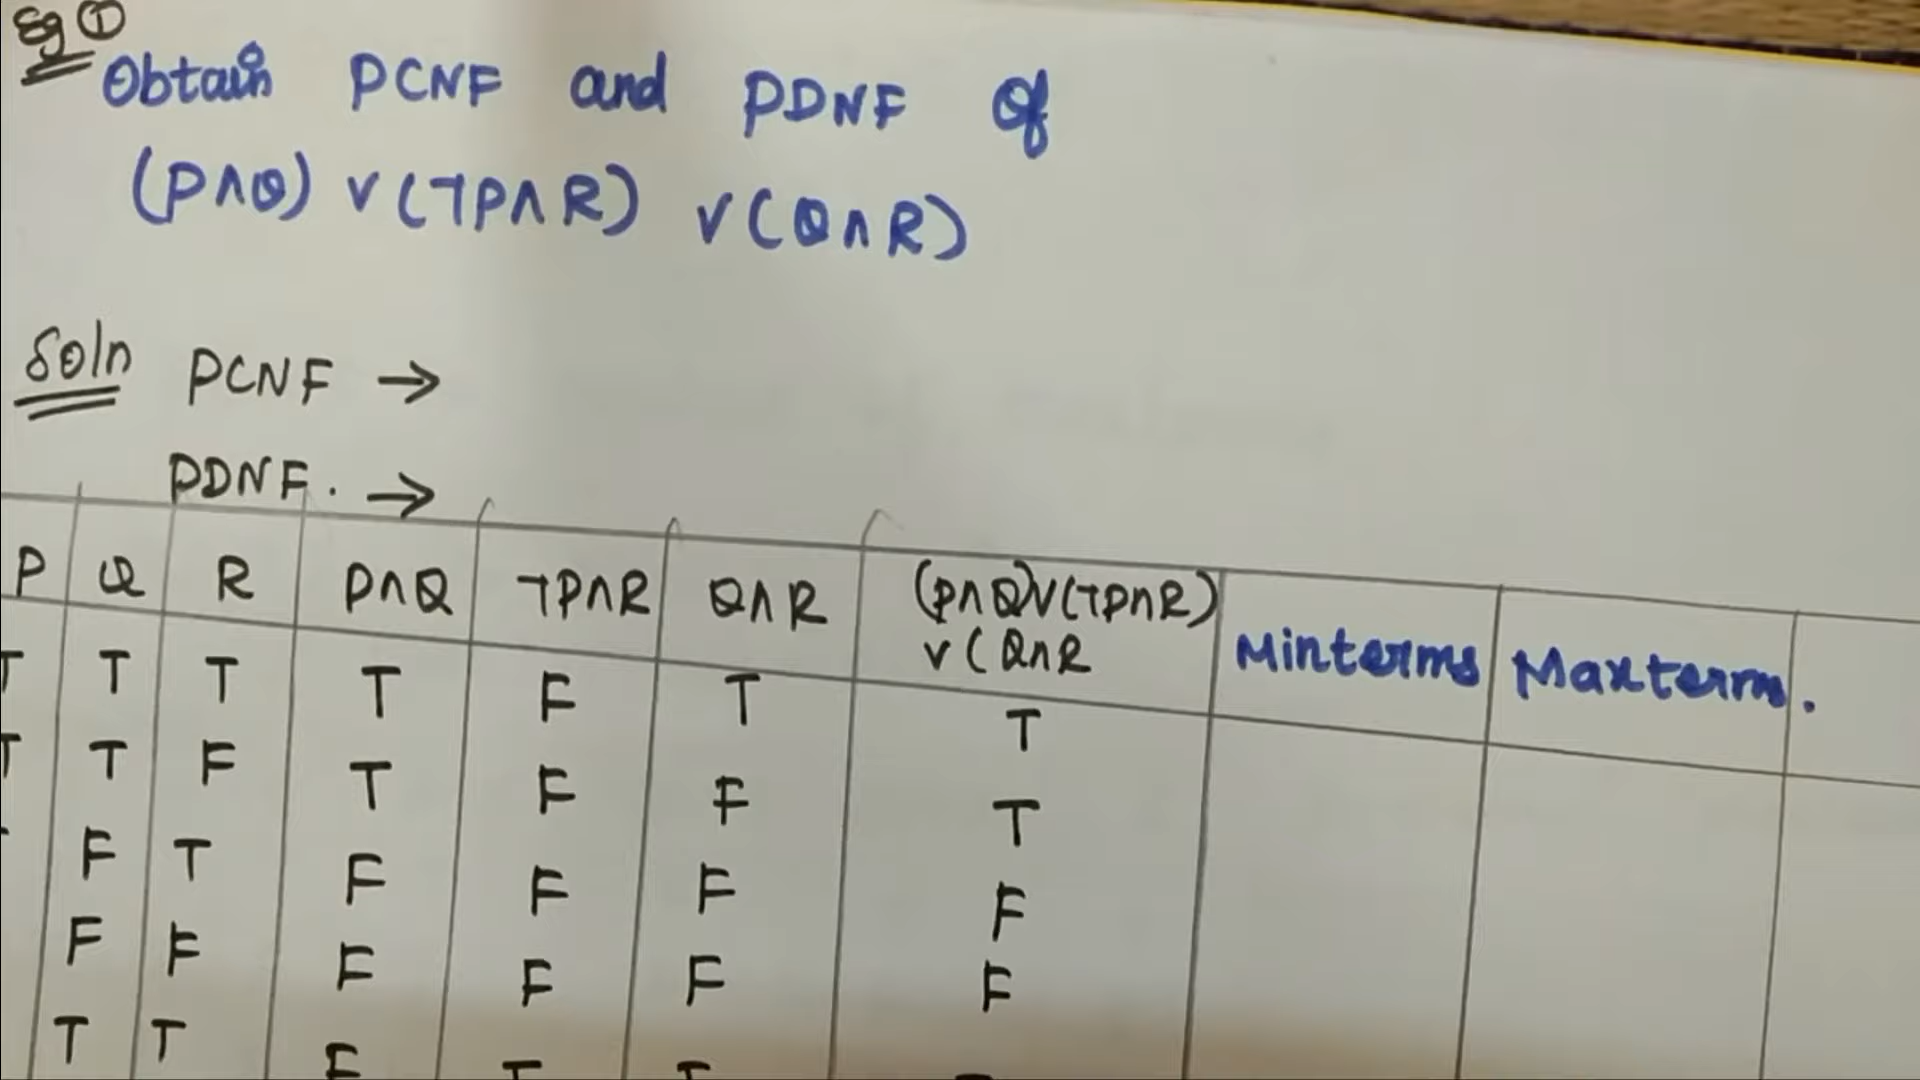 Eg ①
Obtain PCNF and PDNF of
(P∧Q) ∨ (¬P∧R) ∨ (Q∧R)
Soln PCNF →
PDNF. →
P Q R P∧Q ¬P∧R Q∧R (P∧Q)∨(¬P∧R) Minterms Maxterm.
∨ (Q∧R
T T T T F T T
T T F T F F T
F T F F F F
F F F F F F
T T F T T